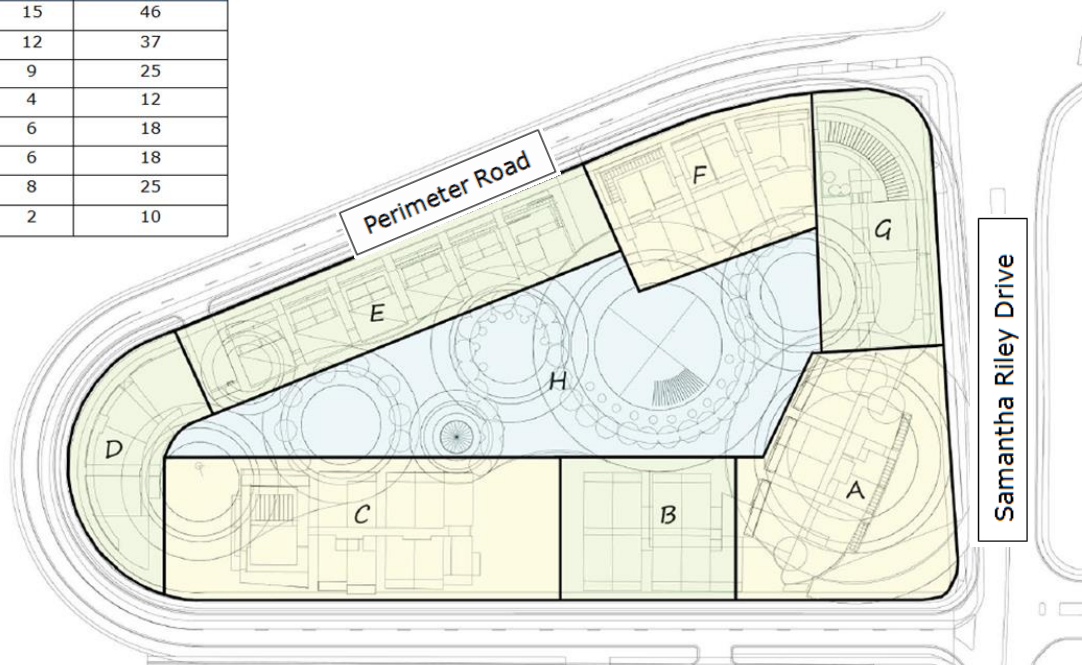 15 46
12 37
9 25
4 12
6 18
6 18
8 25
2 10
Perimeter Road
F
G
E
Samantha Riley Drive
H
D
A
C
B